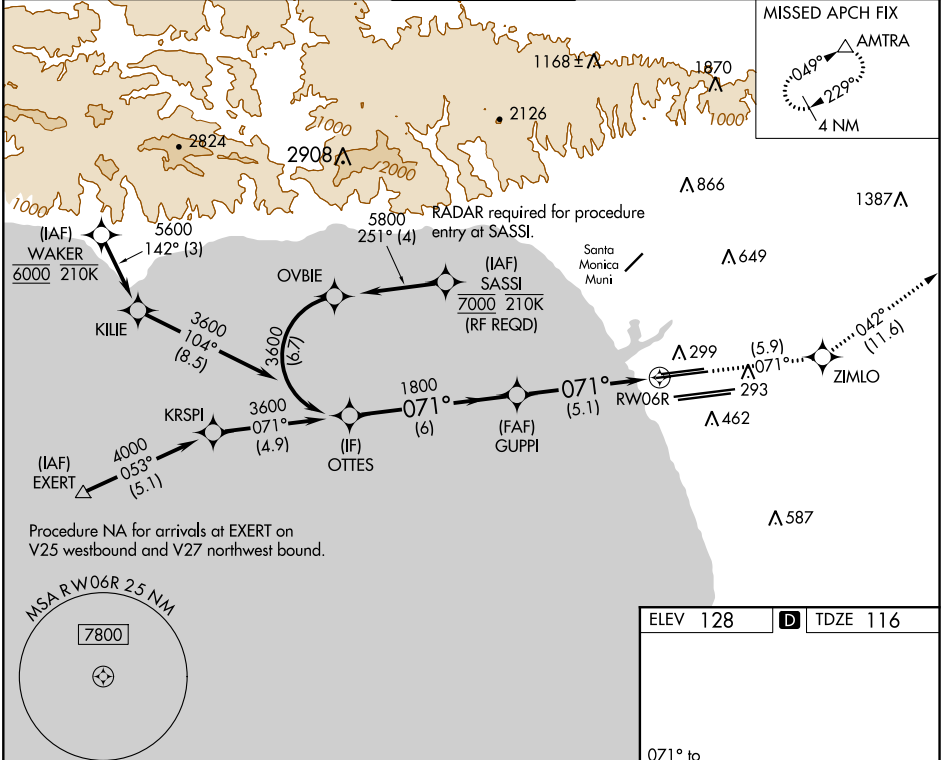 MISSED APCH FIX
AMTRA
049°
229°
4 NM
1168 ±
1870
2126
1000
1000
2824
2908
2000
1000
866
1387
5800
251° (4)
RADAR required for procedure
entry at SASSI.
(IAF)
WAKER
6000 210K
5600
142° (3)
Santa
Monica
Muni
649
OVBIE
(IAF)
SASSI
7000 210K
(RF REQD)
KILIE
3600
104°
(8.5)
3600
(6.7)
042°
(11.6)
299
(5.9)
071°
ZIMLO
RW06R
293
1800
071°
(6)
071°
(5.1)
KRSPI
3600
071°
(4.9)
462
(IF)
OTTES
(FAF)
GUPPI
(IAF)
EXERT
4000
053°
(5.1)
587
Procedure NA for arrivals at EXERT on
V25 westbound and V27 northwest bound.
MSA RW06R 25 NM
7800
ELEV 128
D
TDZE 116
071° to